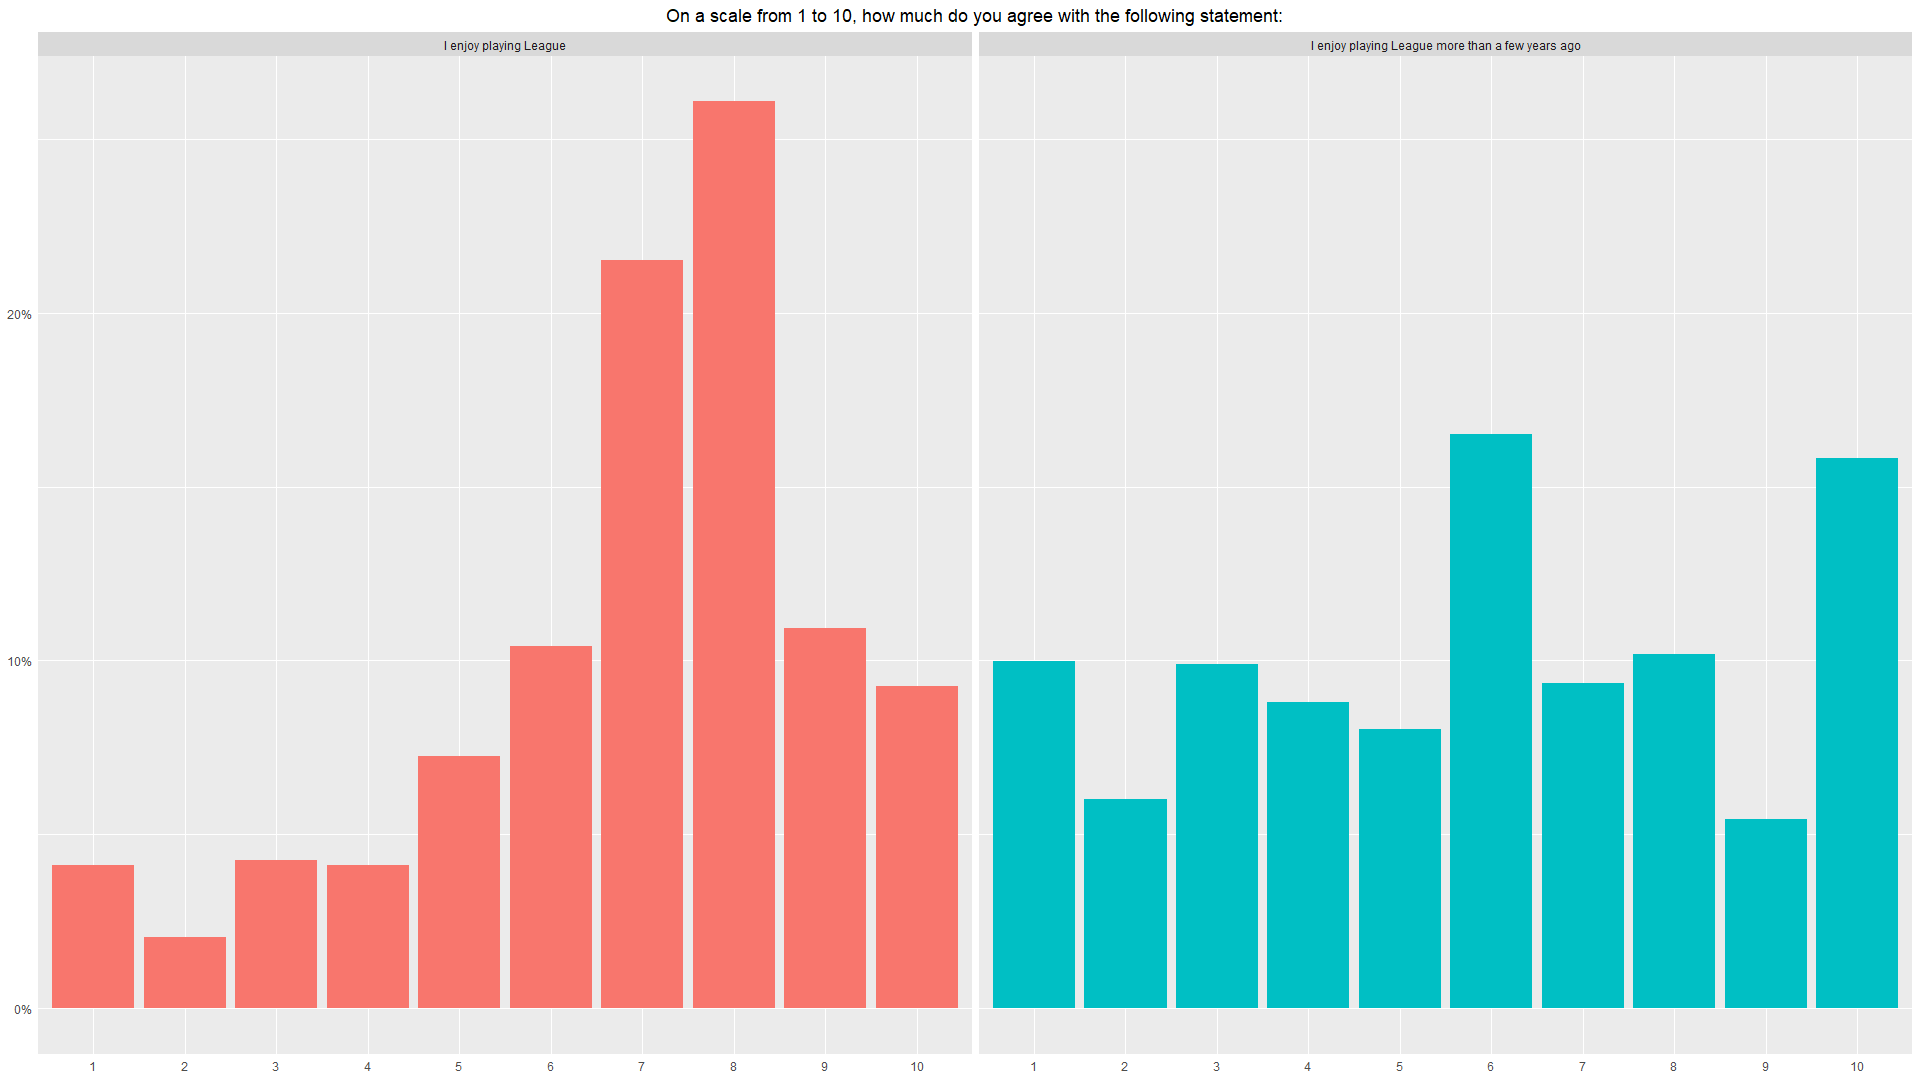 On a scale from 1 to 10, how much do you agree with the following statement:
I enjoy playing League
I enjoy playing League more than a few years ago
20%
10%
0%
1 2 3 4 5 6 7 8 9 10
1 2 3 4 5 6 7 8 9 10